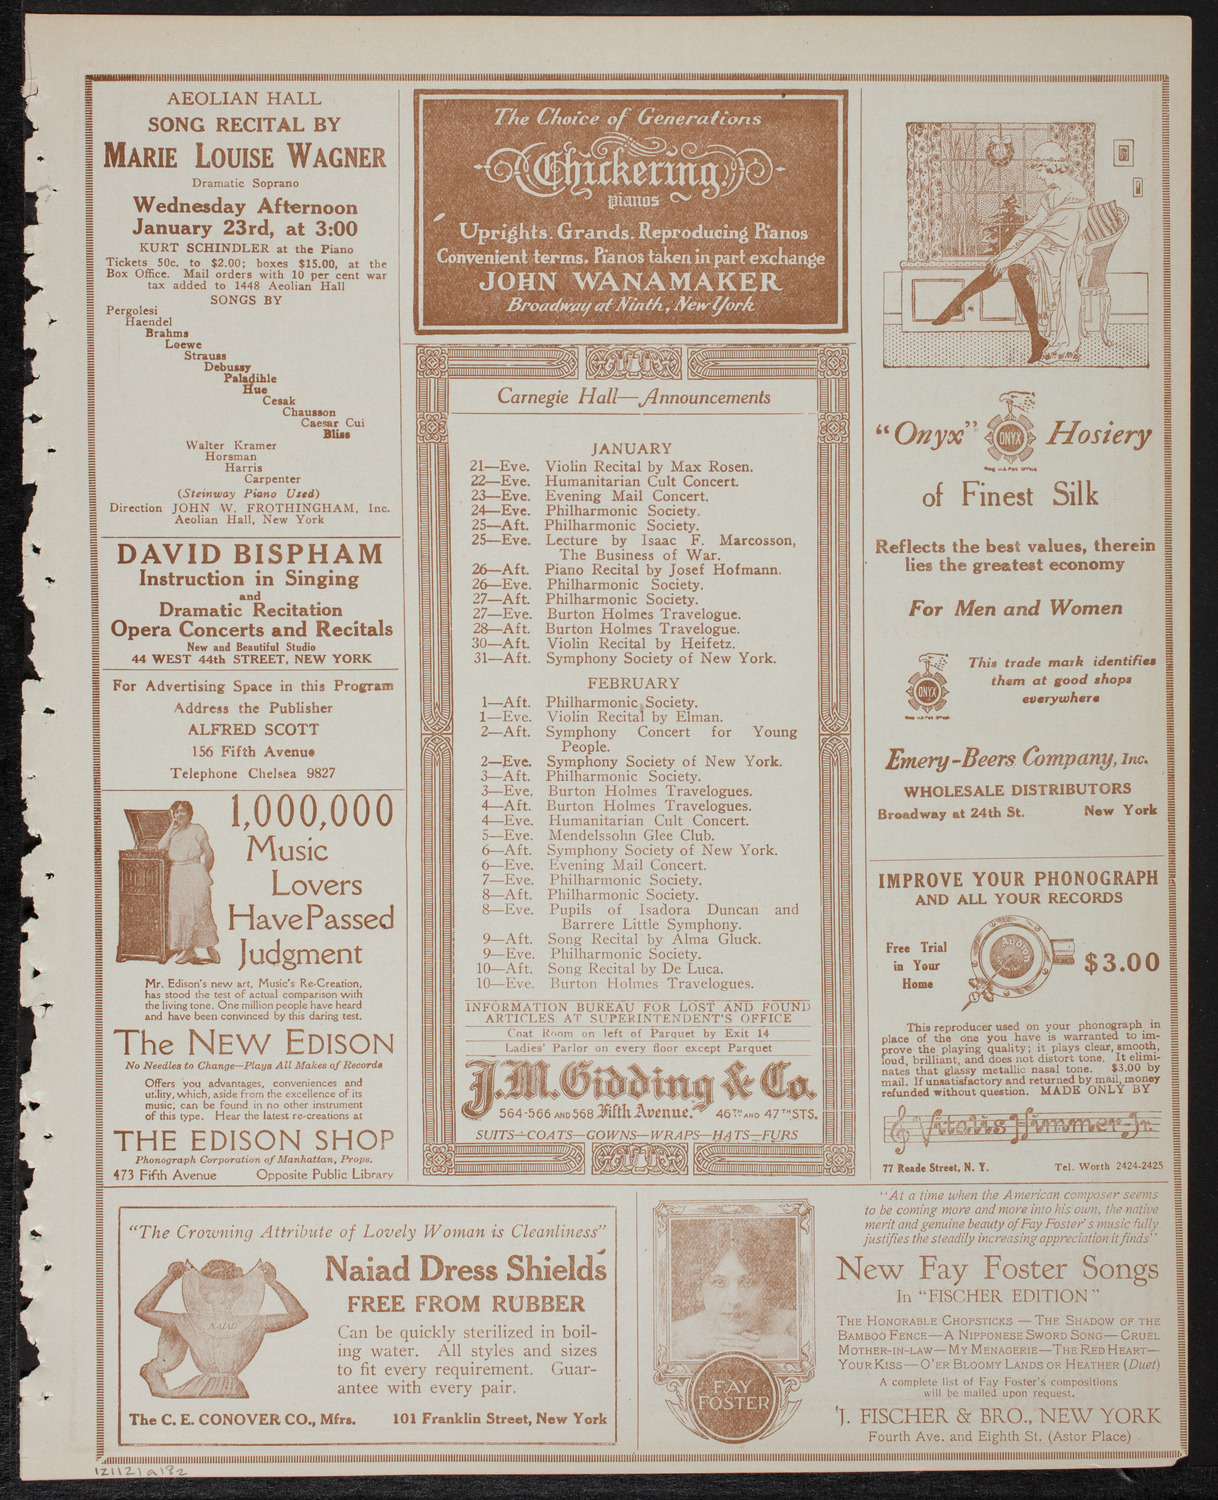 AEOLIAN HALL
SONG RECITAL BY
MARIE LOUISE WAGNER
Dramatic Soprano
Wednesday Afternoon
January 23rd, at 3:00
KURT SCHINDLER at the Piano
Tickets 50c. to $2.00; boxes $15.00, at the
Box Office. Mail orders with 10 per cent war
tax added to 1448 Aeolian Hall
SONGS BY
Pergolesi
Haendel
Brahms
Loewe
Strauss
Debussy
Paladihle
Hue
Cesak
Chausson
Caesar Cui
Bliss
Walter Kramer
Horsman
Harris
Carpenter
(Steinway Piano Used)
Direction JOHN W. FROTHINGHAM, Inc.
Aeolian Hall, New York
DAVID BISPHAM
Instruction in Singing
and
Dramatic Recitation
Opera Concerts and Recitals
New and Beautiful Studio
44 WEST 44th STREET, NEW YORK
For Advertising Space in this Program
Address the Publisher
ALFRED SCOTT
156 Fifth Avenue
Telephone Chelsea 9827
1,000,000
Music
Lovers
Have Passed
Judgment
Mr. Edison's new art, Music's Re-Creation,
has stood the test of actual comparison with
the living tone. One million people have heard
and have been convinced by this daring test.
The NEW EDISON
No Needles to Change—Plays All Makes of Records
Offers you advantages, conveniences and
utility, which, aside from the excellence of its
music, can be found in no other instrument
of this type. Hear the latest re-creations at
THE EDISON SHOP
Phonograph Corporation of Manhattan, Props.
473 Fifth Avenue Opposite Public Library
The Choice of Generations
Chickering
pianos
Uprights. Grands. Reproducing Pianos
Convenient terms. Pianos taken in part exchange
JOHN WANAMAKER
Broadway at Ninth, New York
Carnegie Hall—Announcements
JANUARY
21—Eve. Violin Recital by Max Rosen.
22—Eve. Humanitarian Cult Concert.
23—Eve. Evening Mail Concert.
24—Eve. Philharmonic Society.
25—Aft. Philharmonic Society.
25—Eve. Lecture by Isaac F. Marcosson,
The Business of War.
26—Aft. Piano Recital by Josef Hofmann.
26—Eve. Philharmonic Society.
27—Aft. Philharmonic Society.
27—Eve. Burton Holmes Travelogue.
28—Aft. Burton Holmes Travelogue.
30—Aft. Violin Recital by Heifetz.
31—Aft. Symphony Society of New York.
FEBRUARY
1—Aft. Philharmonic Society.
1—Eve. Violin Recital by Elman.
2—Aft. Symphony Concert for Young
People.
2—Eve. Symphony Society of New York.
3—Aft. Philharmonic Society.
3—Eve. Burton Holmes Travelogues.
4—Aft. Burton Holmes Travelogues.
4—Eve. Humanitarian Cult Concert.
5—Eve. Mendelssohn Glee Club.
6—Aft. Symphony Society of New York.
6—Eve. Evening Mail Concert.
7—Eve. Philharmonic Society.
8—Aft. Philharmonic Society.
8—Eve. Pupils of Isadora Duncan and
Barrere Little Symphony.
9—Aft. Song Recital by Alma Gluck.
9—Eve. Philharmonic Society.
10—Aft. Song Recital by De Luca.
10—Eve. Burton Holmes Travelogues.
INFORMATION BUREAU FOR LOST AND FOUND
ARTICLES AT SUPERINTENDENT'S OFFICE
Coat Room on left of Parquet by Exit 14
Ladies' Parlor on every floor except Parquet
J.M. Gidding & Co.
564-566 AND 568 Fifth Avenue. 46TH AND 47TH STS.
SUITS—COATS—GOWNS—WRAPS—HATS—FURS
"Onyx" ONYX Hosiery
Reg. U.S. Pat. Office
of Finest Silk
Reflects the best values, therein
lies the greatest economy
For Men and Women
ONYX
Reg. U.S. Pat. Office
This trade mark identifies
them at good shops
everywhere
Emery-Beers Company, INC.
WHOLESALE DISTRIBUTORS
Broadway at 24th St. New York
IMPROVE YOUR PHONOGRAPH
AND ALL YOUR RECORDS
Free Trial
in Your
Home
$3.00
This reproducer used on your phonograph in
place of the one you have is warranted to im-
prove the playing quality; it plays clear, smooth,
loud, brilliant, and does not distort tone. It elimi-
nates that glassy metallic nasal tone. $3.00 by
mail. If unsatisfactory and returned by mail, money
refunded without question. MADE ONLY BY
Vitalis Himmer Jr.
77 Reade Street, N. Y. Tel. Worth 2424-2425
"The Crowning Attribute of Lovely Woman is Cleanliness"
NAIAD
Naiad Dress Shields
FREE FROM RUBBER
Can be quickly sterilized in boil-
ing water. All styles and sizes
to fit every requirement. Guar-
antee with every pair.
The C. E. CONOVER CO., Mfrs. 101 Franklin Street, New York
FAY
FOSTER
"At a time when the American composer seems
to be coming more and more into his own, the native
merit and genuine beauty of Fay Foster's music fully
justifies the steadily increasing appreciation it finds"
New Fay Foster Songs
In "FISCHER EDITION"
THE HONORABLE CHOPSTICKS — THE SHADOW OF THE
BAMBOO FENCE — A NIPPONESE SWORD SONG — CRUEL
MOTHER-IN-LAW — MY MENAGERIE — THE RED HEART —
YOUR KISS — O'ER BLOOMY LANDS OR HEATHER (Duet)
A complete list of Fay Foster's compositions
will be mailed upon request.
J. FISCHER & BRO., NEW YORK
Fourth Ave. and Eighth St. (Astor Place)